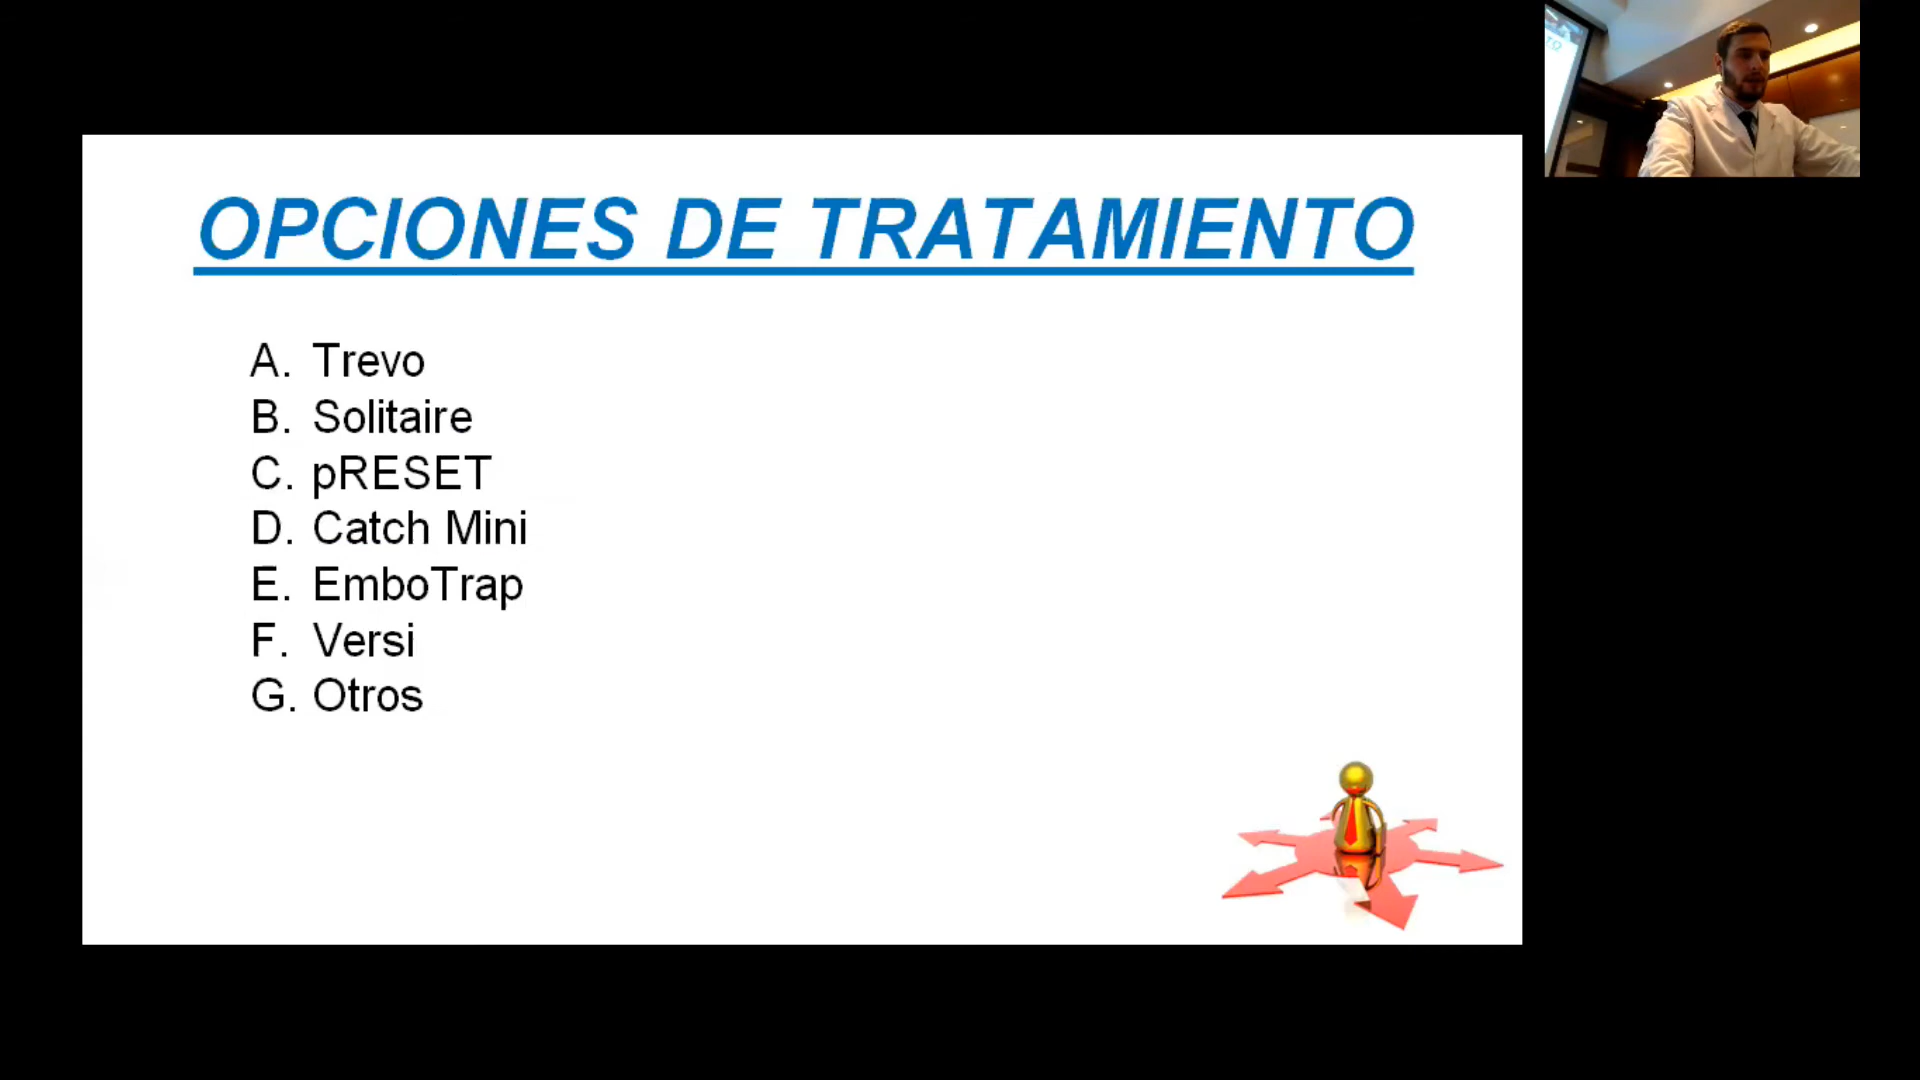 OPCIONES DE TRATAMIENTO
A. Trevo
B. Solitaire
C. pRESET
D. Catch Mini
E. EmboTrap
F. Versi
G. Otros